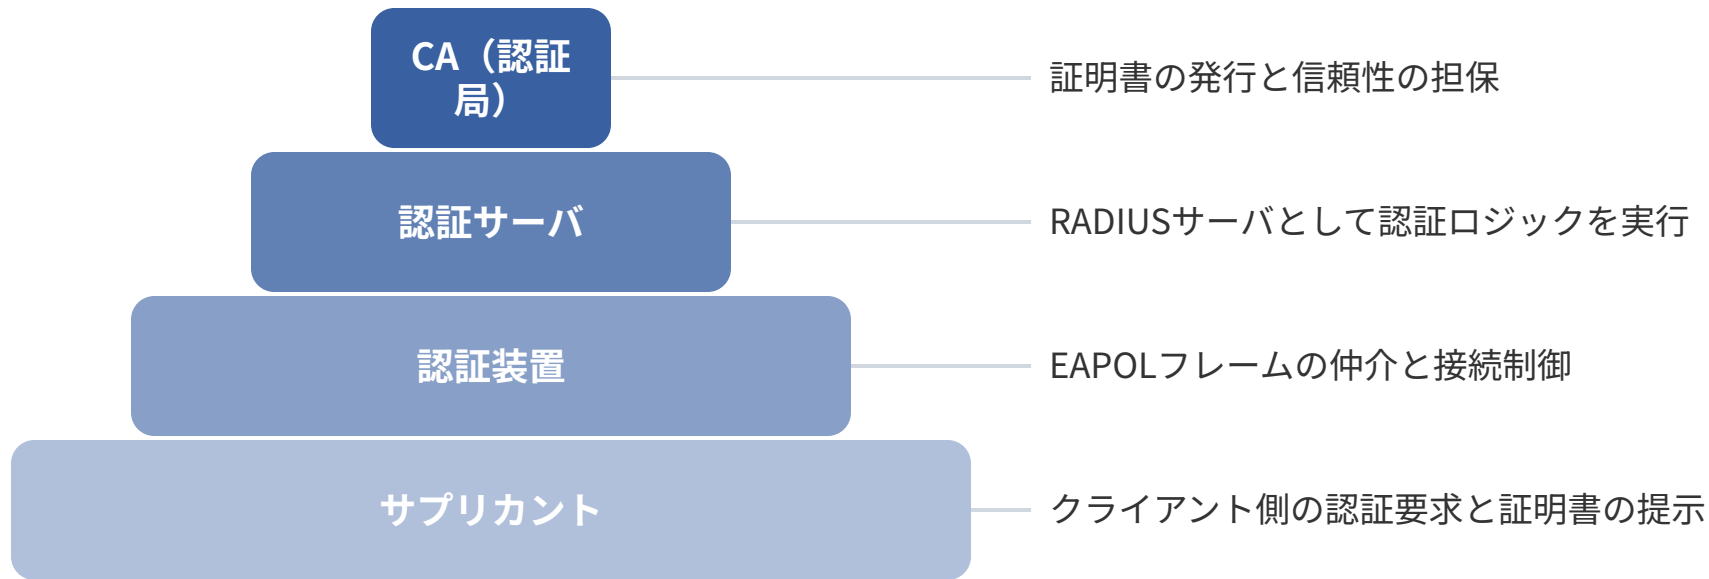 CA（認証
局）
証明書の発行と信頼性の担保
認証サーバ
RADIUSサーバとして認証ロジックを実行
認証装置
EAPOLフレームの仲介と接続制御
サプリカント
クライアント側の認証要求と証明書の提示